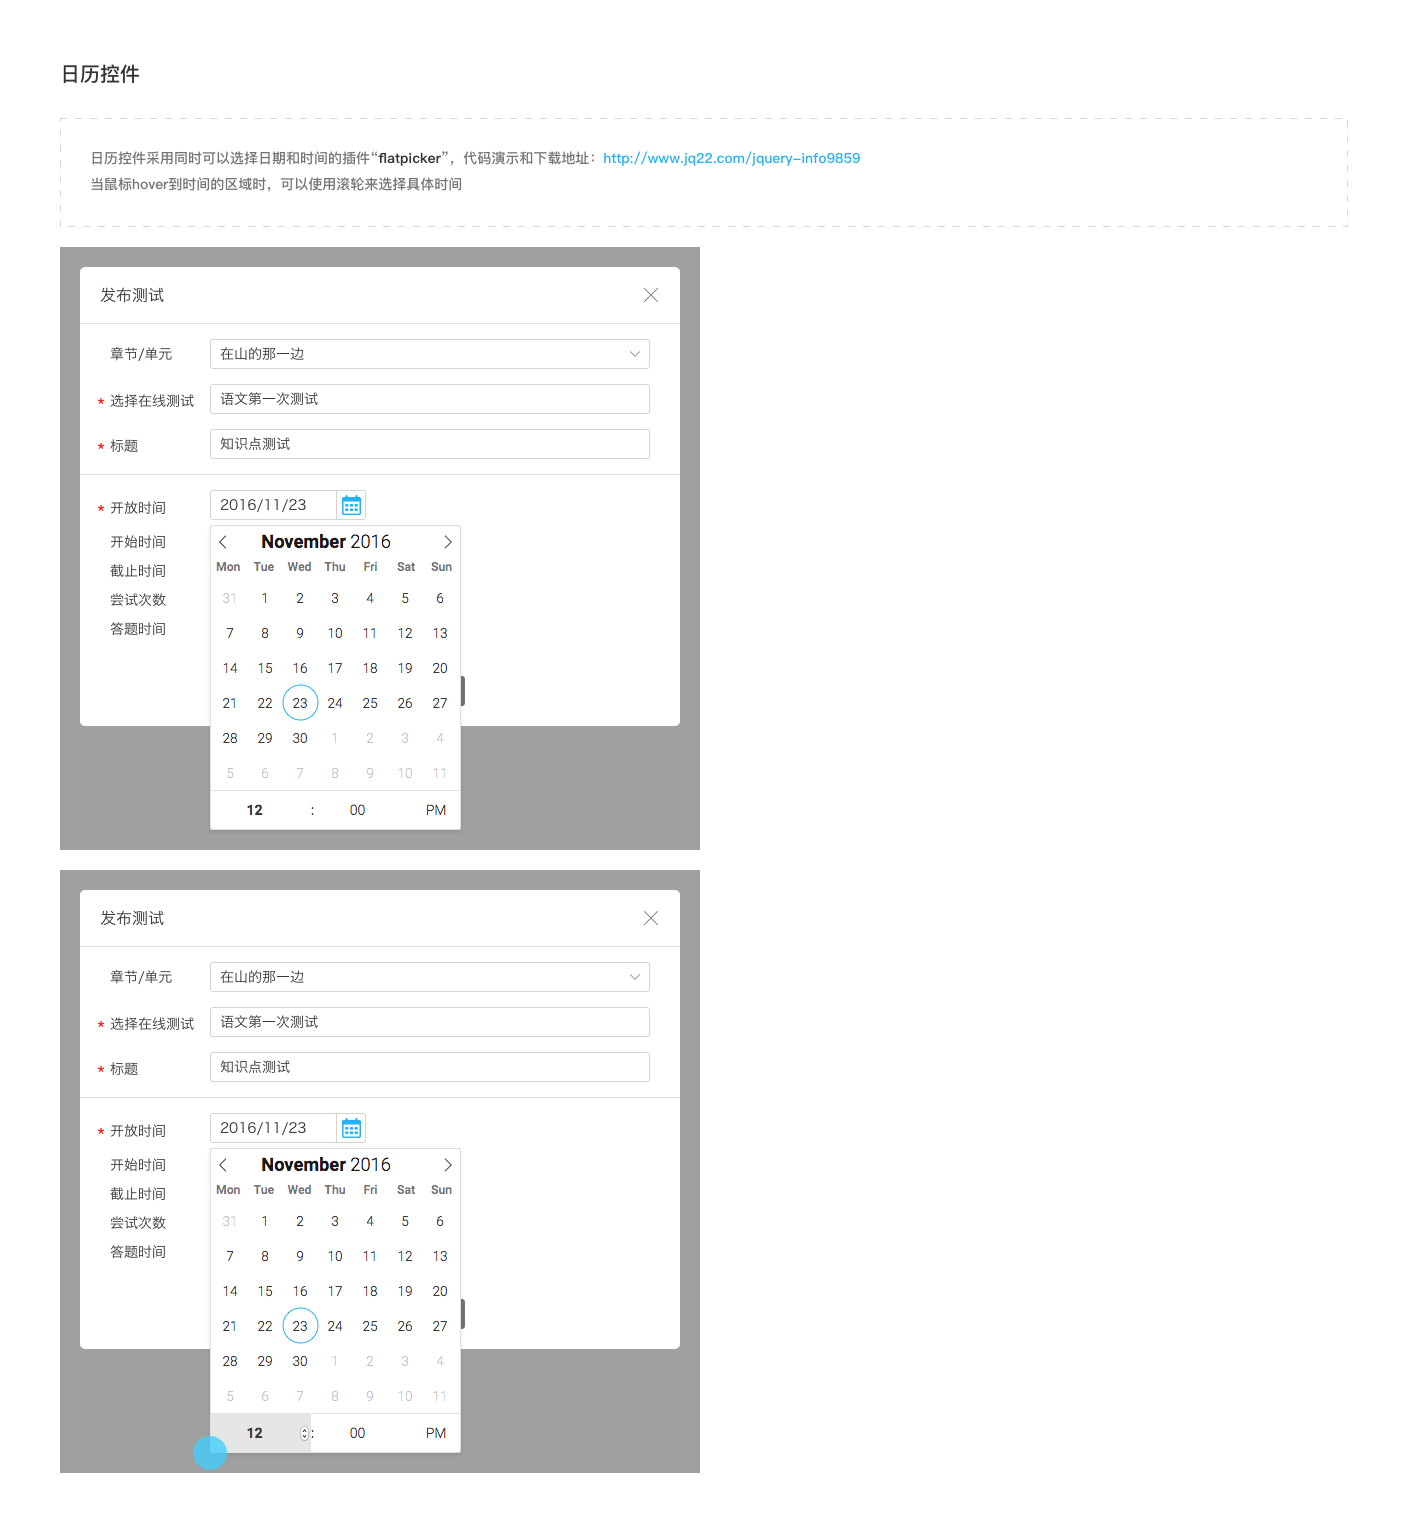 日历控件
日历控件采用同时可以选择日期和时间的插件“flatpicker”，代码演示和下载地址：http://www.jq22.com/jquery-info9859
当鼠标hover到时间的区域时，可以使用滚轮来选择具体时间
发布测试
章节/单元 在山的那一边
* 选择在线测试 语文第一次测试
* 标题 知识点测试
* 开放时间 2016/11/23
开始时间
截止时间
尝试次数
答题时间
November 2016
Mon Tue Wed Thu Fri Sat Sun
31 1 2 3 4 5 6
7 8 9 10 11 12 13
14 15 16 17 18 19 20
21 22 23 24 25 26 27
28 29 30 1 2 3 4
5 6 7 8 9 10 11
12 : 00 PM
发布测试
章节/单元 在山的那一边
* 选择在线测试 语文第一次测试
* 标题 知识点测试
* 开放时间 2016/11/23
开始时间
截止时间
尝试次数
答题时间
November 2016
Mon Tue Wed Thu Fri Sat Sun
31 1 2 3 4 5 6
7 8 9 10 11 12 13
14 15 16 17 18 19 20
21 22 23 24 25 26 27
28 29 30 1 2 3 4
5 6 7 8 9 10 11
12 : 00 PM